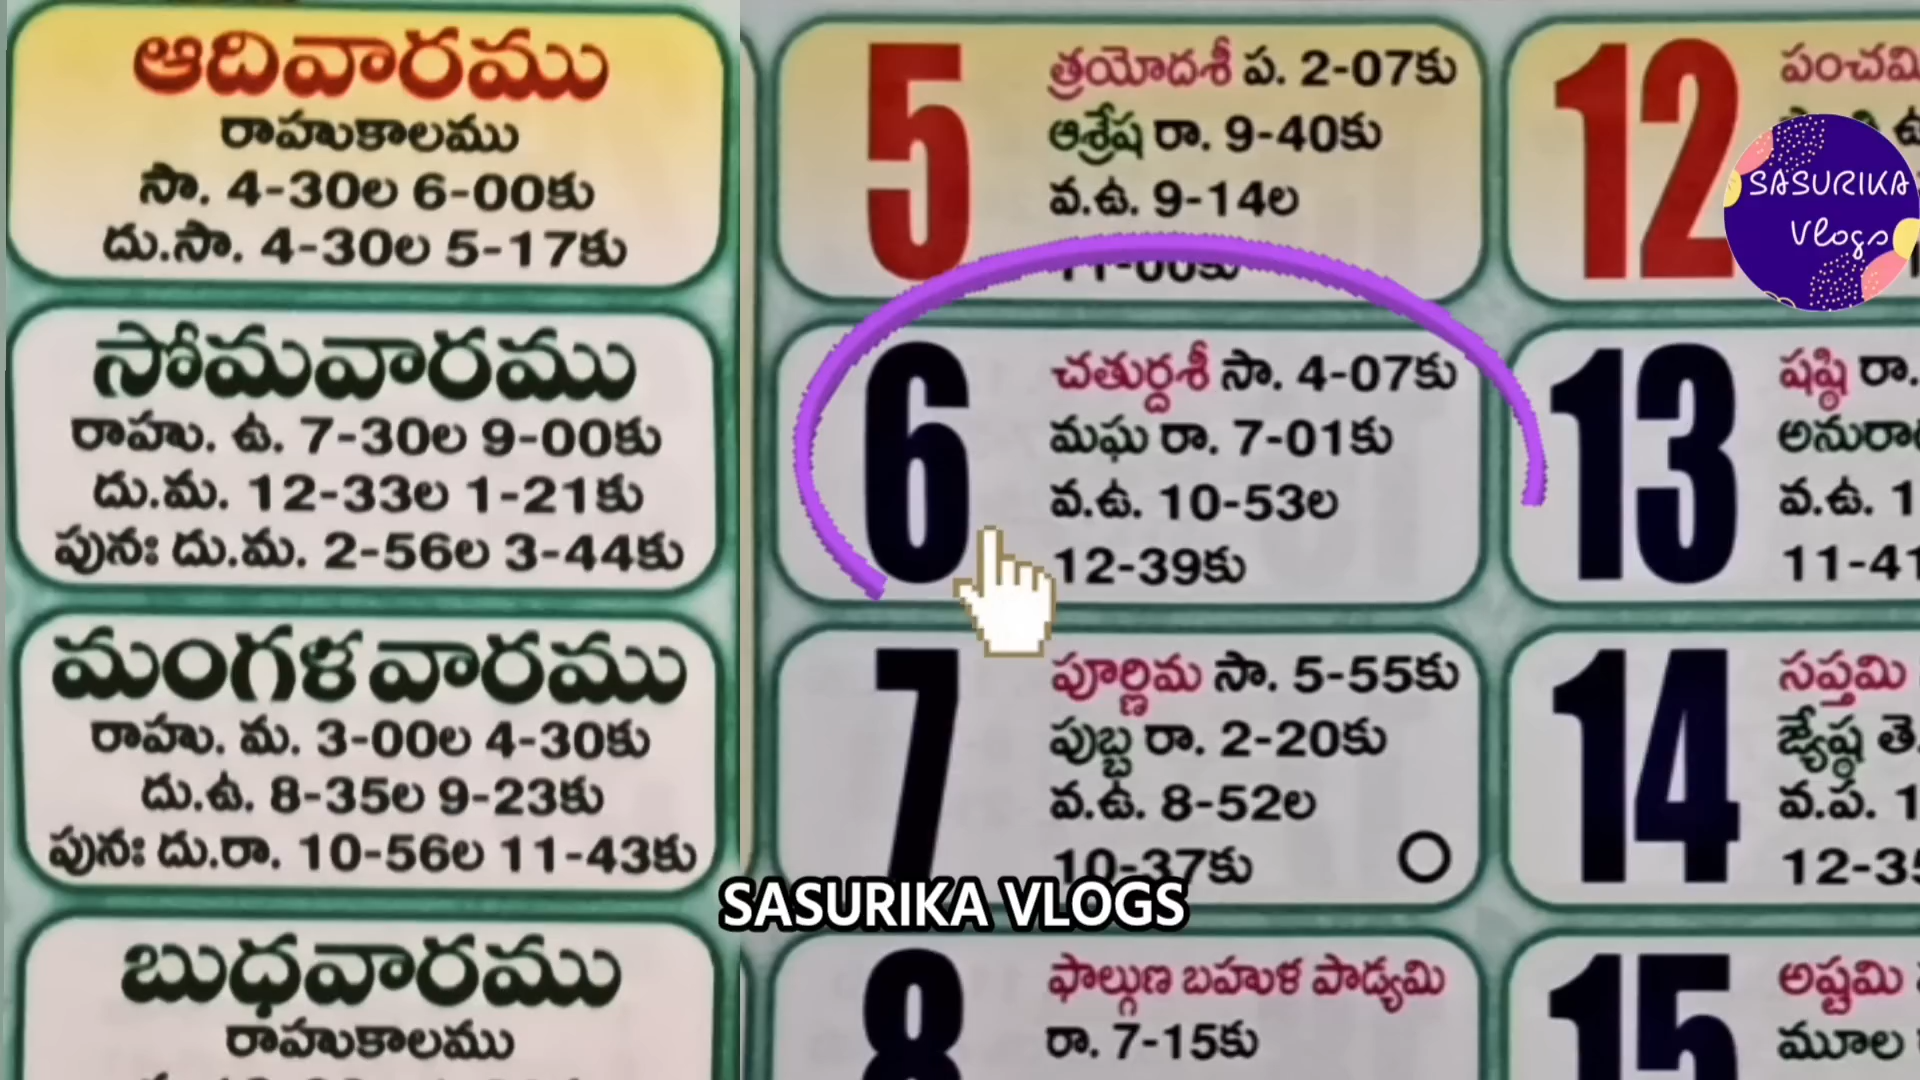 ఆదివారము
రాహుకాలము
సా. 4-30ల 6-00కు
దు.సా. 4-30ల 5-17కు
సోమవారము
రాహు. ఉ. 7-30ల 9-00కు
దు.మ. 12-33ల 1-21కు
పునః దు.మ. 2-56ల 3-44కు
మంగళవారము
రాహు. మ. 3-00ల 4-30కు
దు.ఉ. 8-35ల 9-23కు
పునః దు.రా. 10-56ల 11-43కు
బుధవారము
రాహుకాలము
5
త్రయోదశీ ప. 2-07కు
ఆశ్రేష రా. 9-40కు
వ.ఉ. 9-14ల
11-00కు
6
చతుర్దశీ సా. 4-07కు
మఘ రా. 7-01కు
వ.ఉ. 10-53ల
12-39కు
7
పూర్ణిమ సా. 5-55కు
పుబ్బ రా. 2-20కు
వ.ఉ. 8-52ల
10-37కు
8
ఫాల్గుణ బహుళ పాడ్యమి
రా. 7-15కు
12
పంచమి
13
షష్ఠి రా.
వ.ఉ. 1
11-41
14
సప్తమి
జ్యేష్ఠ తె.
వ.ప. 1
12-35
15
అష్టమి
మూల
SASURIKA
Vlogs
SASURIKA VLOGS